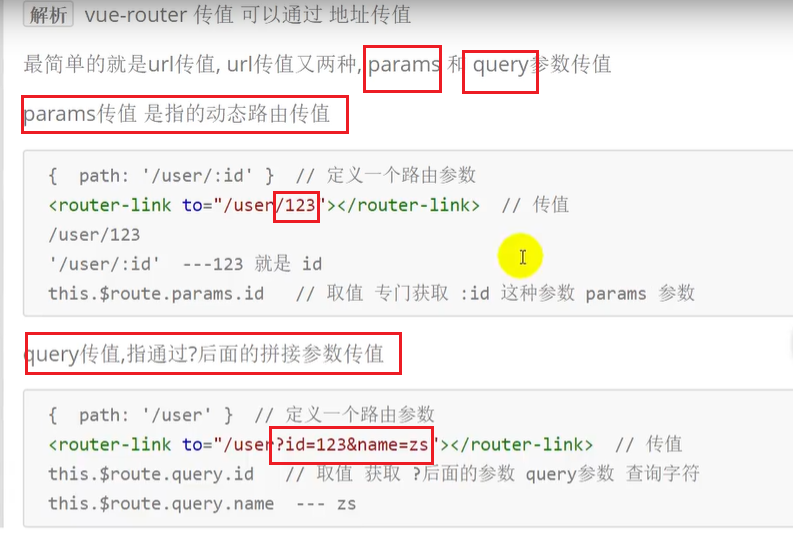 解析 vue-router 传值 可以通过 地址传值
最简单的就是url传值, url传值又两种, params 和 query参数传值
params传值 是指的动态路由传值
{  path: '/user/:id' }  // 定义一个路由参数
<router-link to="/user/123"></router-link>  // 传值
/user/123
'/user/:id'  ---123 就是 id
this.$route.params.id   // 取值 专门获取 :id 这种参数 params 参数
query传值,指通过?后面的拼接参数传值
{  path: '/user' }  // 定义一个路由参数
<router-link to="/user?id=123&name=zs"></router-link>  // 传值
this.$route.query.id   // 取值 获取 ?后面的参数 query参数 查询字符
this.$route.query.name  --- zs